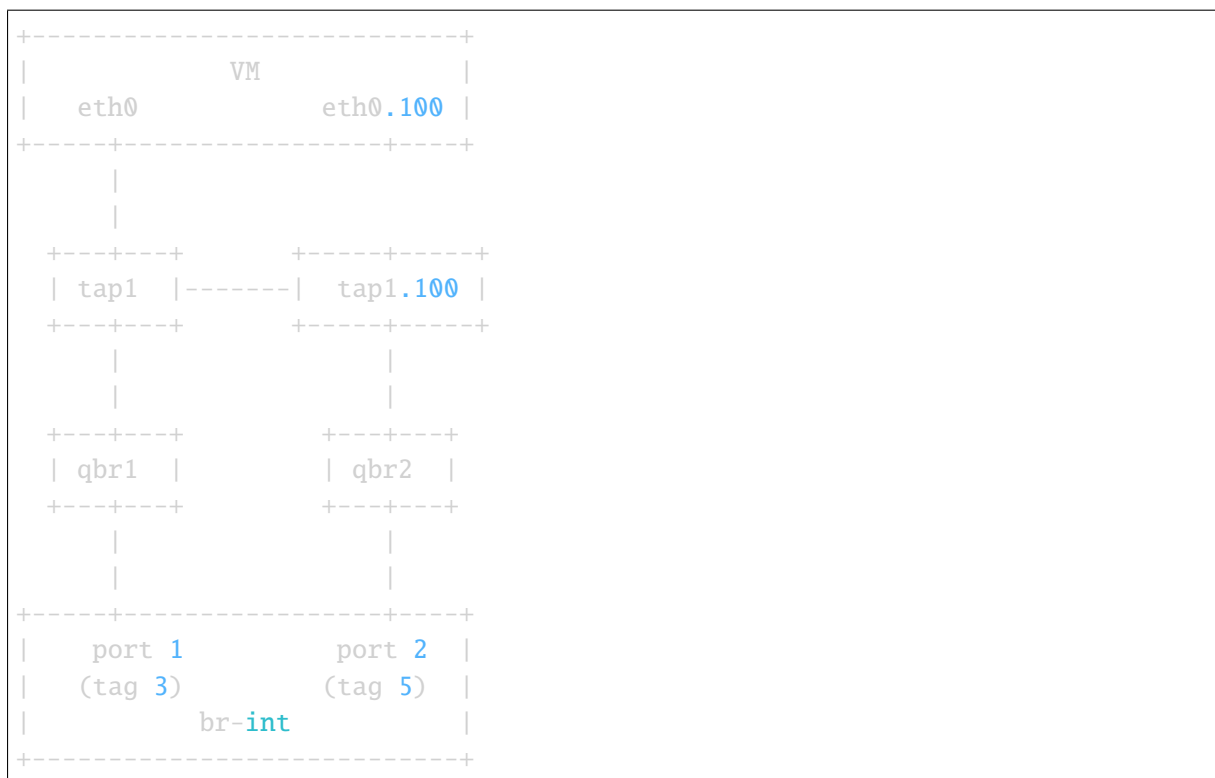 +-----------------------------+
|             VM              |
|   eth0            eth0.100  |
+-----+-----------------+-----+
|
|
+----+---+       +-----+-----+
| tap1   |-------|  tap1.100 |
+----+---+       +-----+-----+
|                 |
|                 |
+----+---+         +---+----+
| qbr1   |         | qbr2   |
+----+---+         +---+----+
|                 |
|                 |
+-----+-----------------+-----+
|    port 1          port 2   |
|   (tag 3)         (tag 5)   |
|           br-int            |
+-----------------------------+